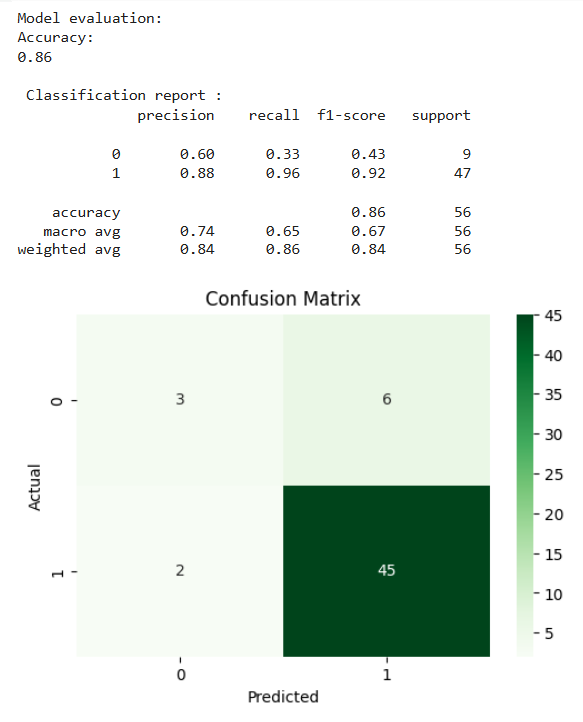 Model evaluation:
Accuracy:
0.86
Classification report :
precision recall f1-score support
0 0.60 0.33 0.43 9
1 0.88 0.96 0.92 47
accuracy 0.86 56
macro avg 0.74 0.65 0.67 56
weighted avg 0.84 0.86 0.84 56
Confusion Matrix
45
40
35
30
25
20
15
10
5
Actual
0
1
3 6
2 45
0 1
Predicted